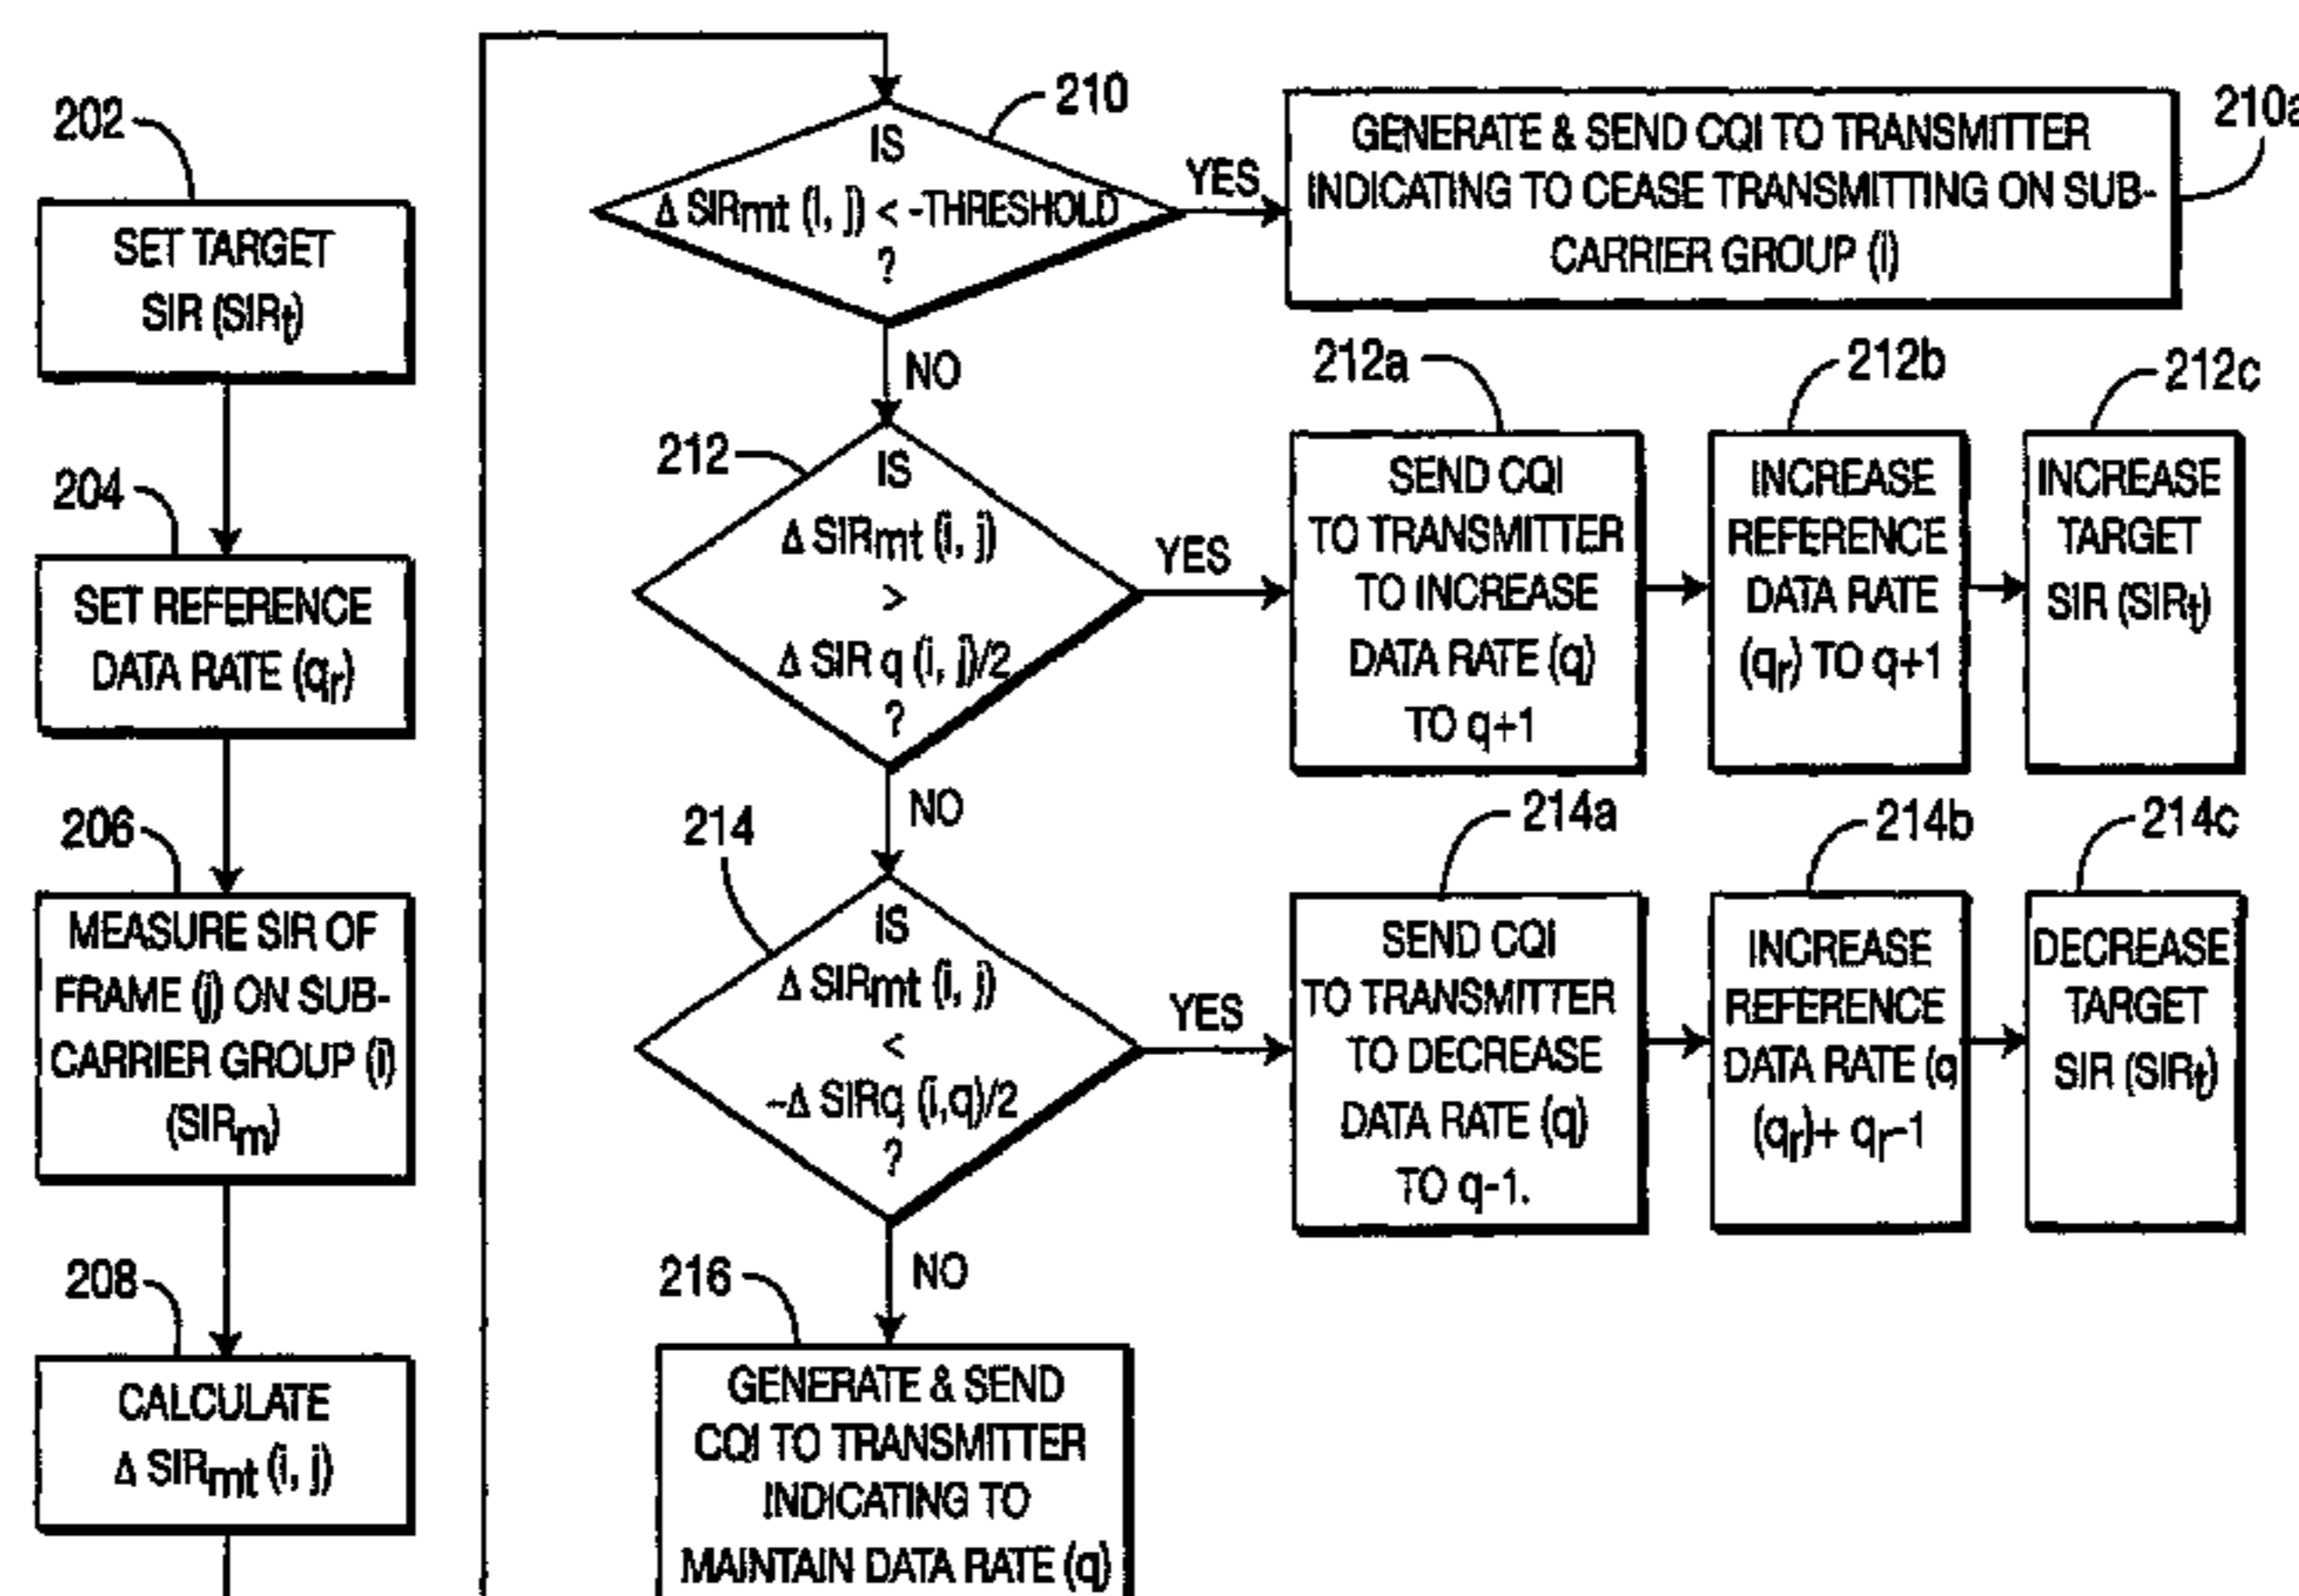 202
SET TARGET
SIR (SIRt)
204
SET REFERENCE
DATA RATE (qr)
206
MEASURE SIR OF
FRAME (j) ON SUB-
CARRIER GROUP (i)
(SIRm)
208
CALCULATE
Δ SIRmt (i, j)
210
IS
Δ SIRmt (i, j) < -THRESHOLD
?
YES
NO
210a
GENERATE & SEND CQI TO TRANSMITTER
INDICATING TO CEASE TRANSMITTING ON SUB-
CARRIER GROUP (i)
212
IS
Δ SIRmt (i, j)
>
Δ SIR q (i, j)/2
?
YES
NO
212a
SEND CQI
TO TRANSMITTER
TO INCREASE
DATA RATE (q)
TO q+1
212b
INCREASE
REFERENCE
DATA RATE
(qr) TO q+1
212c
INCREASE
TARGET
SIR (SIRt)
214
IS
Δ SIRmt (i, j)
<
-Δ SIRq (i,q)/2
?
YES
NO
214a
SEND CQI
TO TRANSMITTER
TO DECREASE
DATA RATE (q)
TO q-1.
214b
INCREASE
REFERENCE
DATA RATE (q
(qr)+ qr-1
214c
DECREASE
TARGET
SIR (SIRt)
216
GENERATE & SEND
CQI TO TRANSMITTER
INDICATING TO
MAINTAIN DATA RATE (q)